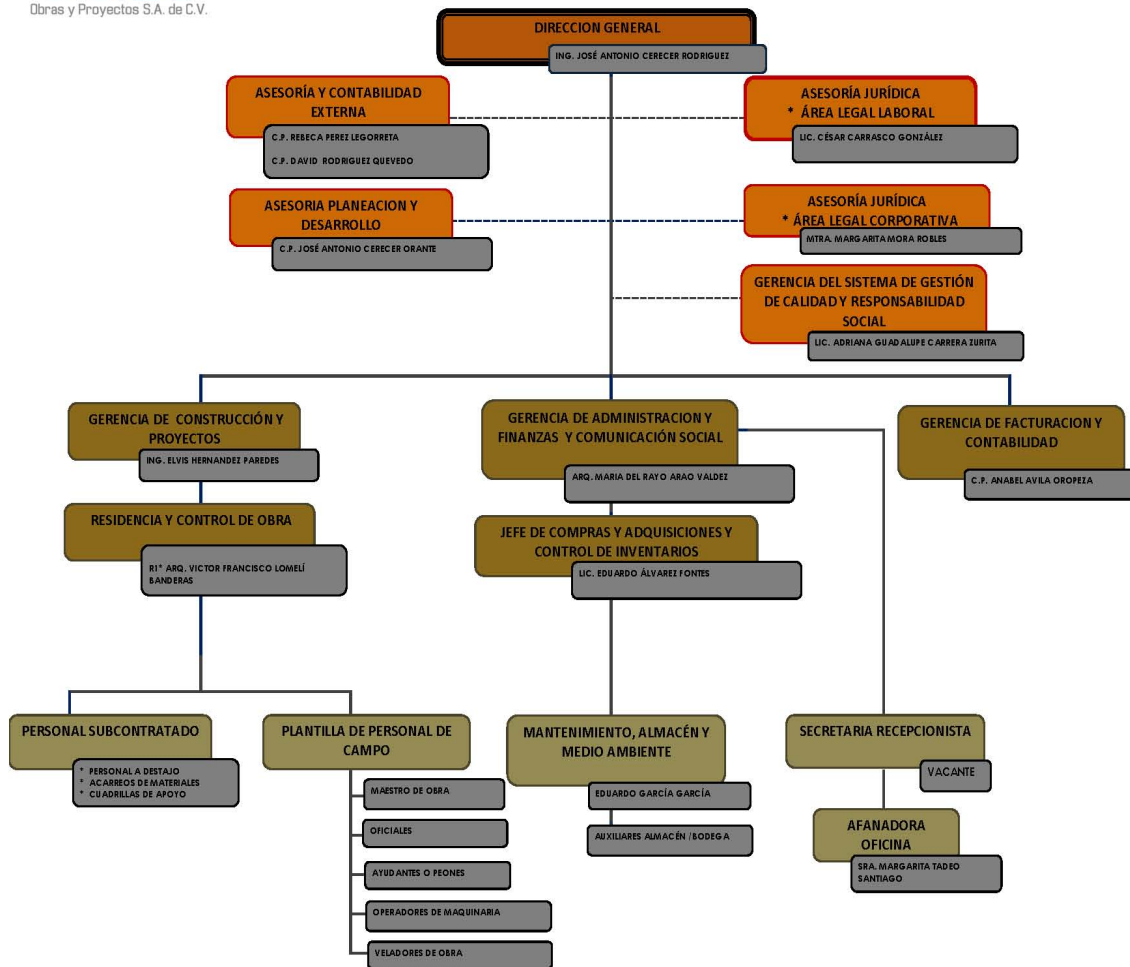 Obras y Proyectos S.A. de C.V.
DIRECCION GENERAL
ING. JOSÉ ANTONIO CERECER RODRIGUEZ
ASESORÍA Y CONTABILIDAD
EXTERNA
C.P. REBECA PEREZ LEGORRETA
C.P. DAVID RODRIGUEZ QUEVEDO
ASESORÍA JURÍDICA
* ÁREA LEGAL LABORAL
LIC. CÉSAR CARRASCO GONZÁLEZ
ASESORIA PLANEACION Y
DESARROLLO
C.P. JOSÉ ANTONIO CERECER ORANTE
ASESORÍA JURÍDICA
* ÁREA LEGAL CORPORATIVA
MTRA. MARGARITA MORA ROBLES
GERENCIA DEL SISTEMA DE GESTIÓN
DE CALIDAD Y RESPONSABILIDAD
SOCIAL
LIC. ADRIANA GUADALUPE CARRERA ZURITA
GERENCIA DE CONSTRUCCIÓN Y
PROYECTOS
ING. ELVIS HERNANDEZ PAREDES
GERENCIA DE ADMINISTRACION Y
FINANZAS Y COMUNICACIÓN SOCIAL
ARQ. MARIA DEL RAYO ARAO VALDEZ
GERENCIA DE FACTURACION Y
CONTABILIDAD
C.P. ANABEL AVILA OROPEZA
RESIDENCIA Y CONTROL DE OBRA
R1* ARQ. VICTOR FRANCISCO LOMELÍ
BANDERAS
JEFE DE COMPRAS Y ADQUISICIONES Y
CONTROL DE INVENTARIOS
LIC. EDUARDO ÁLVAREZ FONTES
PERSONAL SUBCONTRATADO
* PERSONAL A DESTAJO
* ACARREOS DE MATERIALES
* CUADRILLAS DE APOYO
PLANTILLA DE PERSONAL DE
CAMPO
MAESTRO DE OBRA
OFICIALES
AYUDANTES O PEONES
OPERADORES DE MAQUINARIA
VELADORES DE OBRA
MANTENIMIENTO, ALMACÉN Y
MEDIO AMBIENTE
EDUARDO GARCÍA GARCÍA
AUXILIARES ALMACÉN /BODEGA
SECRETARIA RECEPCIONISTA
VACANTE
AFANADORA
OFICINA
SRA. MARGARITA TADEO
SANTIAGO